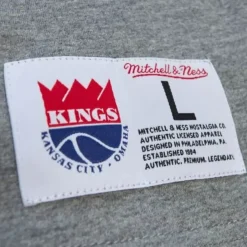 KINGS
KANSAS CITY - OMAHA
Mitchell & Ness
L
MITCHELL & NESS NOSTALGIA CO.
AUTHENTIC LICENSED APPAREL
DESIGNED IN PHILADELPHIA, PA
ESTABLISHED 1904
AUTHENTIC. PREMIUM. LEGENDARY.